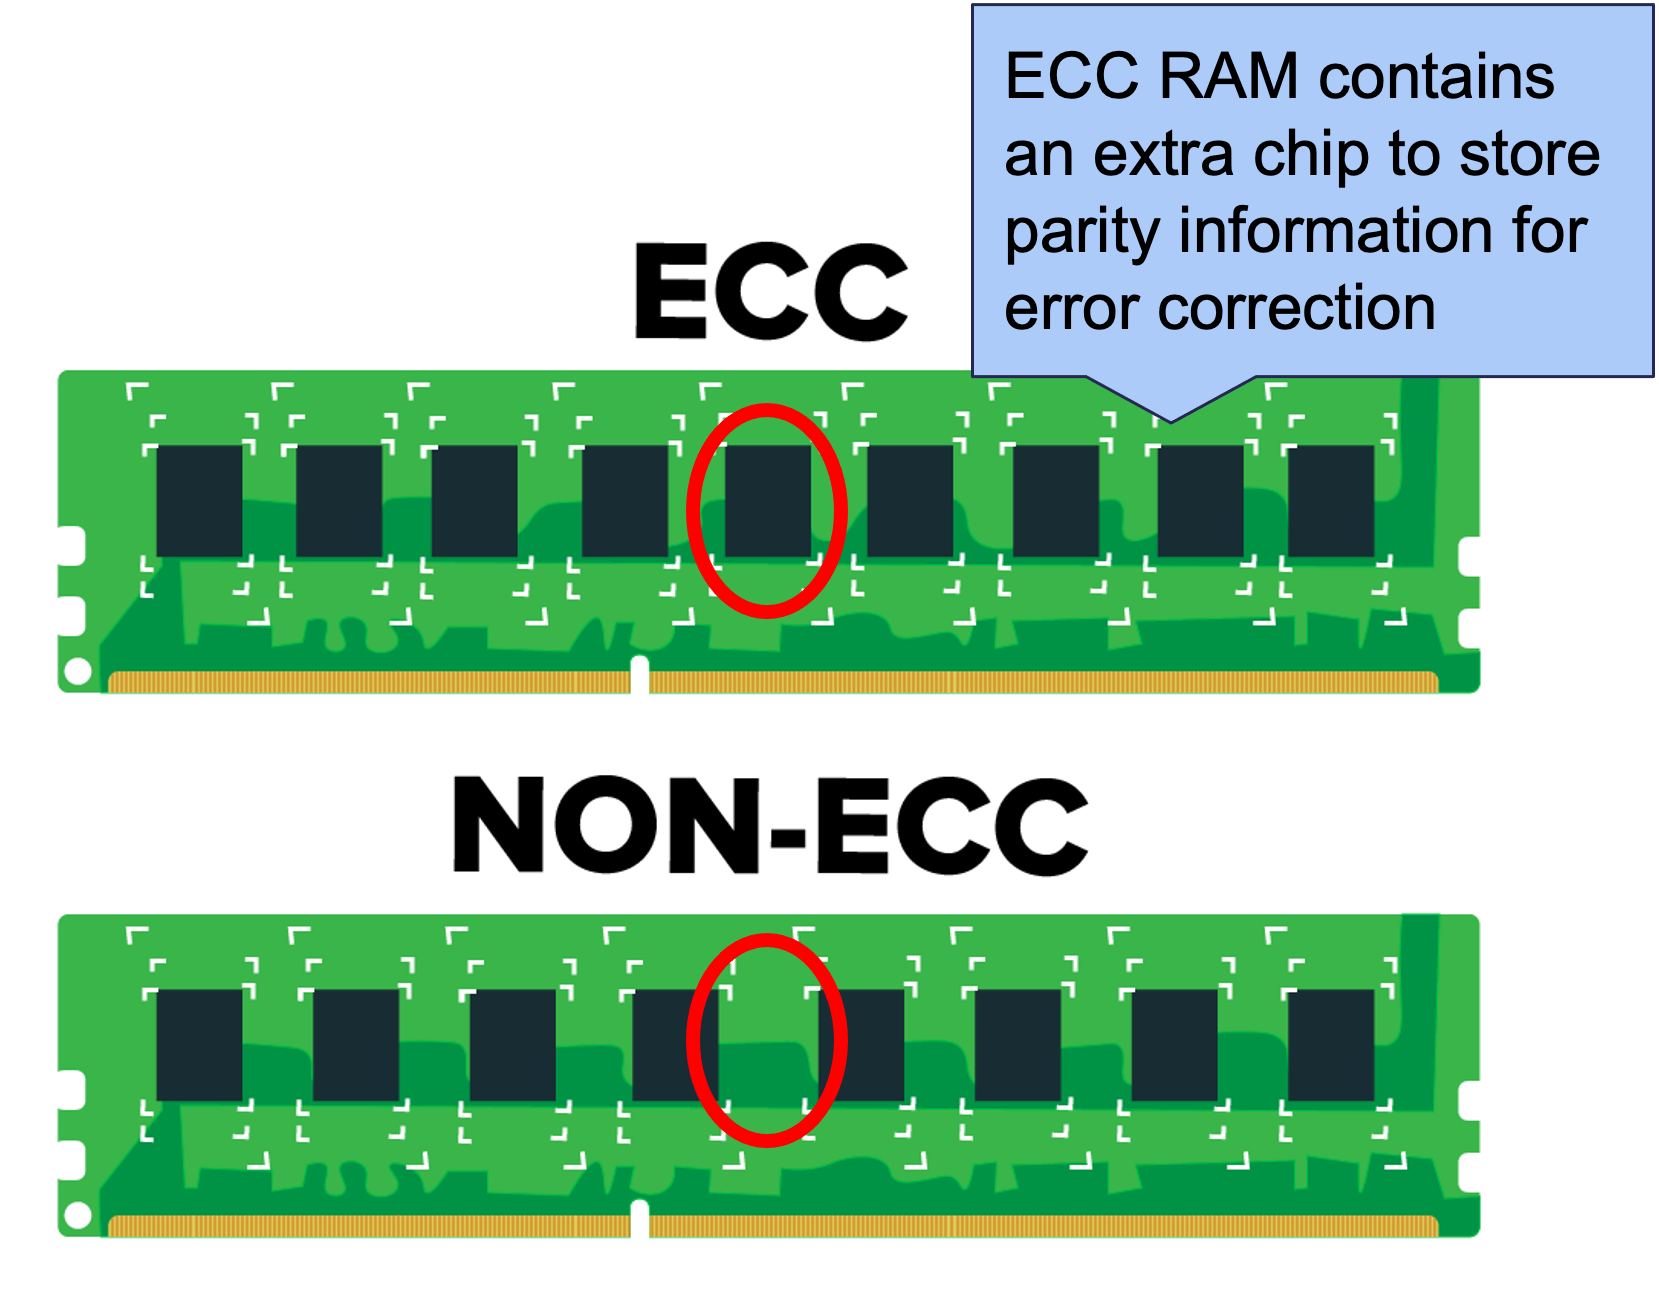 ECC RAM contains
an extra chip to store
parity information for
error correction
ECC
NON-ECC